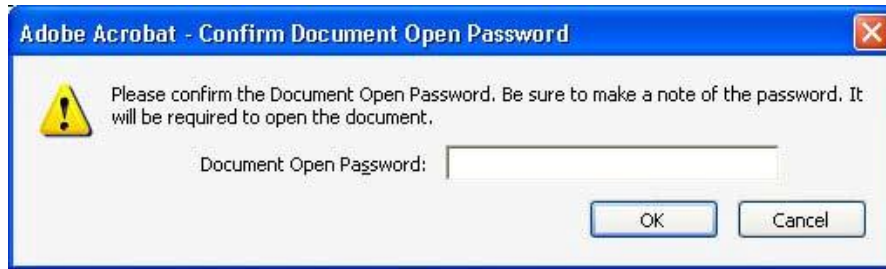 Adobe Acrobat - Confirm Document Open Password
Please confirm the Document Open Password. Be sure to make a note of the password. It
will be required to open the document.
Document Open Password:
OK Cancel